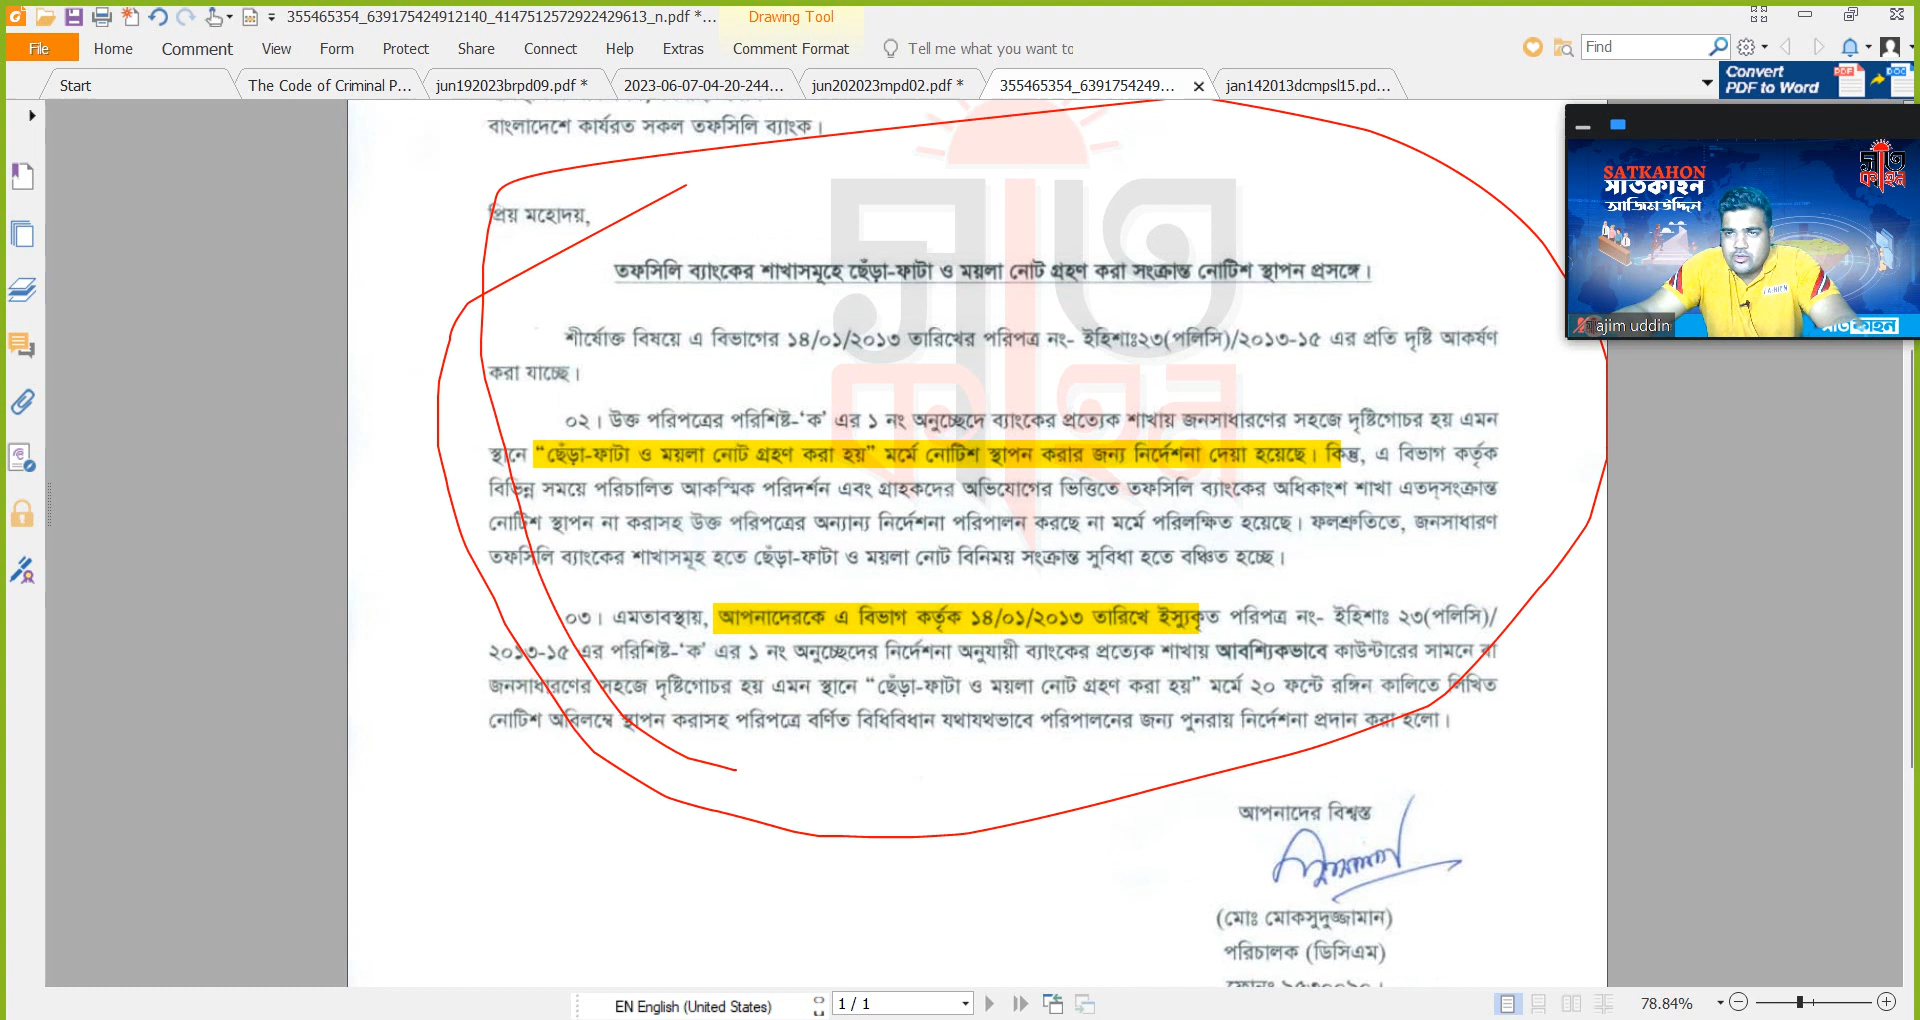 355465354_639175424912140_4147512572922429613_n.pdf *...
Drawing Tool
File Home Comment View Form Protect Share Connect Help Extras Comment Format Tell me what you want to Find
Start The Code of Criminal P... jun192023brpd09.pdf * 2023-06-07-04-20-244... jun202023mpd02.pdf * 355465354_6391754249... jan142013dcmpsl15.pd...
Convert
PDF to Word
PDF DOC
বাংলাদেশে কার্যরত সকল তফসিলি ব্যাংক।
SATKAHON
সাতকাহন
আজিম উদ্দিন
সাত
কাহন
ajim uddin
সাতকাহন
প্রিয় মহোদয়,
তফসিলি ব্যাংকের শাখাসমূহে ছেঁড়া-ফাটা ও ময়লা নোট গ্রহণ করা সংক্রান্ত নোটিশ স্থাপন প্রসঙ্গে।
শীর্ষোক্ত বিষয়ে এ বিভাগের ১৪/০১/২০১৩ তারিখের পরিপত্র নং- ইহিশাঃ২৩(পলিসি)/২০১৩-১৫ এর প্রতি দৃষ্টি আকর্ষণ
করা যাচ্ছে।
০২। উক্ত পরিপত্রের পরিশিষ্ট-‘ক’ এর ১ নং অনুচ্ছেদে ব্যাংকের প্রত্যেক শাখায় জনসাধারণের সহজে দৃষ্টিগোচর হয় এমন
স্থানে “ছেঁড়া-ফাটা ও ময়লা নোট গ্রহণ করা হয়” মর্মে নোটিশ স্থাপন করার জন্য নির্দেশনা দেয়া হয়েছে। কিন্তু, এ বিভাগ কর্তৃক
বিভিন্ন সময়ে পরিচালিত আকস্মিক পরিদর্শন এবং গ্রাহকদের অভিযোগের ভিত্তিতে তফসিলি ব্যাংকের অধিকাংশ শাখা এতদ্সংক্রান্ত
নোটিশ স্থাপন না করাসহ উক্ত পরিপত্রের অন্যান্য নির্দেশনা পরিপালন করছে না মর্মে পরিলক্ষিত হয়েছে। ফলশ্রুতিতে, জনসাধারণ
তফসিলি ব্যাংকের শাখাসমূহ হতে ছেঁড়া-ফাটা ও ময়লা নোট বিনিময় সংক্রান্ত সুবিধা হতে বঞ্চিত হচ্ছে।
০৩। এমতাবস্থায়, আপনাদেরকে এ বিভাগ কর্তৃক ১৪/০১/২০১৩ তারিখে ইস্যুকৃত পরিপত্র নং- ইহিশাঃ ২৩(পলিসি)/
২০১৩-১৫ এর পরিশিষ্ট-‘ক’ এর ১ নং অনুচ্ছেদের নির্দেশনা অনুযায়ী ব্যাংকের প্রত্যেক শাখায় আবশ্যিকভাবে কাউন্টারের সামনে বা
জনসাধারণের সহজে দৃষ্টিগোচর হয় এমন স্থানে “ছেঁড়া-ফাটা ও ময়লা নোট গ্রহণ করা হয়” মর্মে ২০ ফন্টে রঙ্গিন কালিতে লিখিত
নোটিশ অবিলম্বে স্থাপন করাসহ পরিপত্রে বর্ণিত বিধিবিধান যথাযথভাবে পরিপালনের জন্য পুনরায় নির্দেশনা প্রদান করা হলো।
আপনাদের বিশ্বস্ত
(মোঃ মোকসুদুজ্জামান)
পরিচালক (ডিসিএম)
EN English (United States) 1 / 1 78.84%